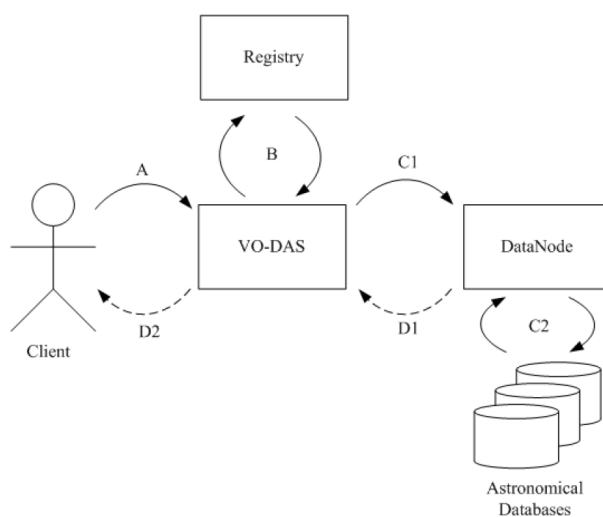 Registry
B
A
C1
VO-DAS
DataNode
D2
D1
C2
Client
Astronomical
Databases